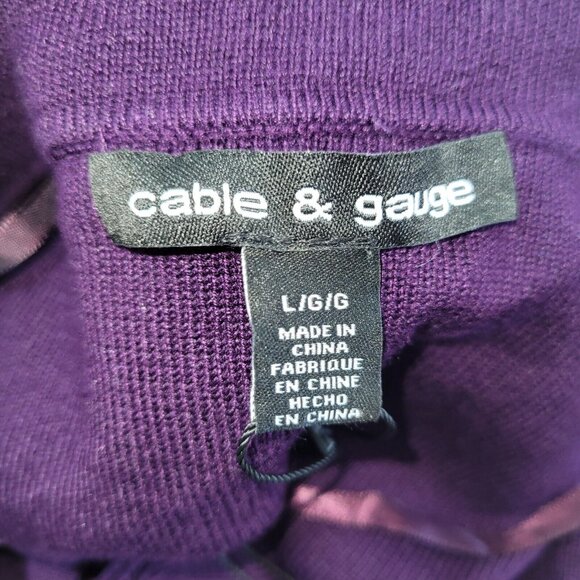 cable & gauge
L/G/G
MADE IN
CHINA
FABRIQUE
EN CHINE
HECHO
EN CHINA